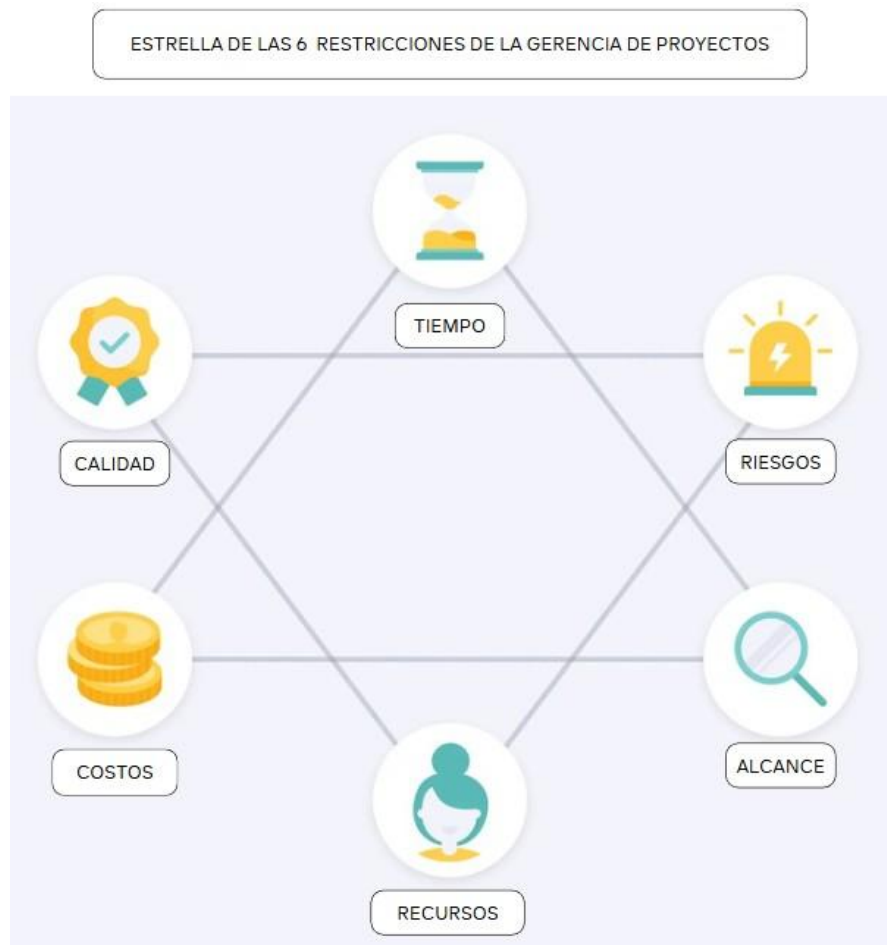 ESTRELLA DE LAS 6 RESTRICCIONES DE LA GERENCIA DE PROYECTOS
TIEMPO
CALIDAD
RIESGOS
COSTOS
ALCANCE
RECURSOS